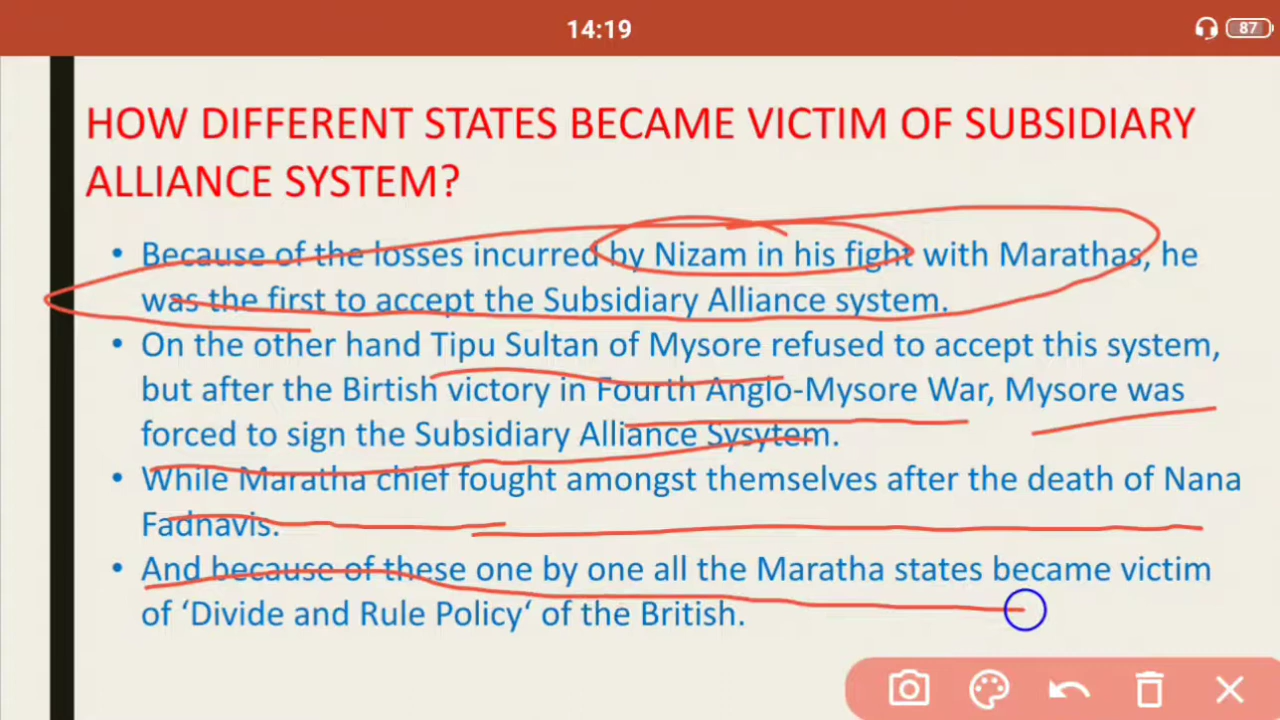 14:19
87
HOW DIFFERENT STATES BECAME VICTIM OF SUBSIDIARY
ALLIANCE SYSTEM?
• Because of the losses incurred by Nizam in his fight with Marathas, he
was the first to accept the Subsidiary Alliance system.
• On the other hand Tipu Sultan of Mysore refused to accept this system,
but after the Birtish victory in Fourth Anglo-Mysore War, Mysore was
forced to sign the Subsidiary Alliance Sysytem.
• While Maratha chief fought amongst themselves after the death of Nana
Fadnavis.
• And because of these one by one all the Maratha states became victim
of ‘Divide and Rule Policy‘ of the British.